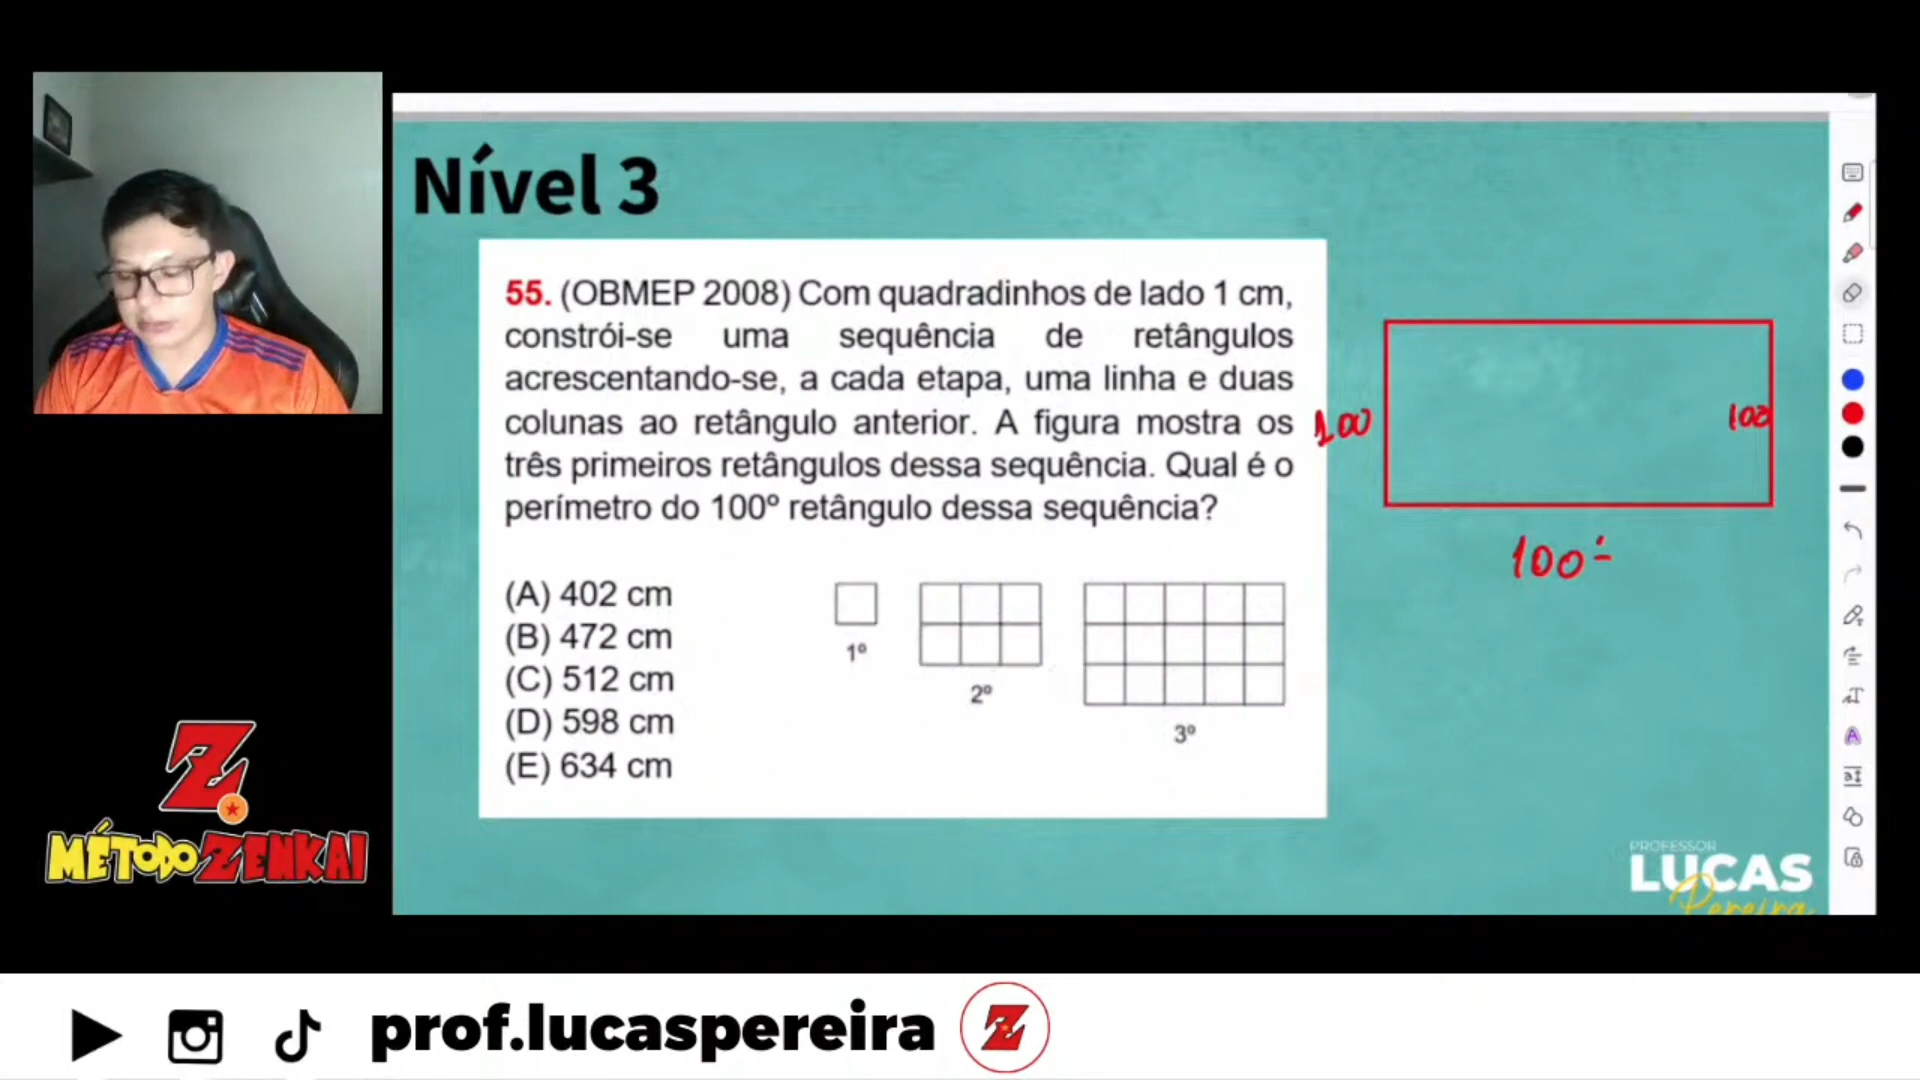 Nível 3
55. (OBMEP 2008) Com quadradinhos de lado 1 cm,
constrói-se uma sequência de retângulos
acrescentando-se, a cada etapa, uma linha e duas
colunas ao retângulo anterior. A figura mostra os
três primeiros retângulos dessa sequência. Qual é o
perímetro do 100º retângulo dessa sequência?
(A) 402 cm
(B) 472 cm
(C) 512 cm
(D) 598 cm
(E) 634 cm
1º
2º
3º
100
100
100
MÉTODO ZENKAI
PROFESSOR
LUCAS
Pereira
prof.lucaspereira